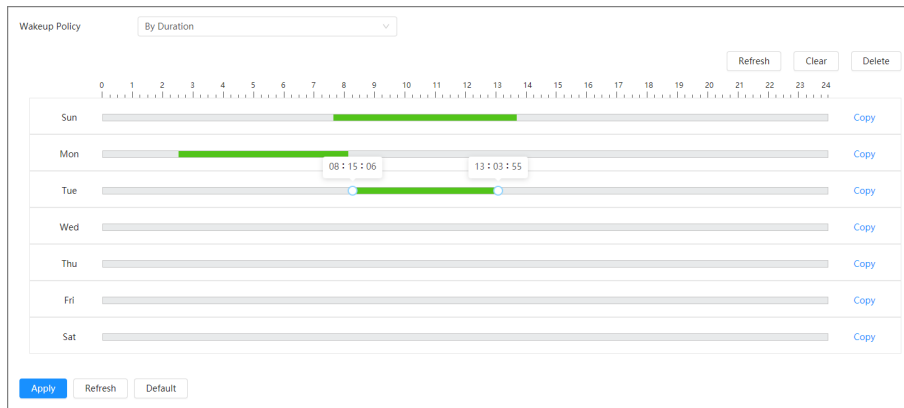 Wakeup Policy By Duration
Refresh Clear Delete
0 1 2 3 4 5 6 7 8 9 10 11 12 13 14 15 16 17 18 19 20 21 22 23 24
Sun Copy
Mon Copy
08:15:06 13:03:55
Tue Copy
Wed Copy
Thu Copy
Fri Copy
Sat Copy
Apply Refresh Default